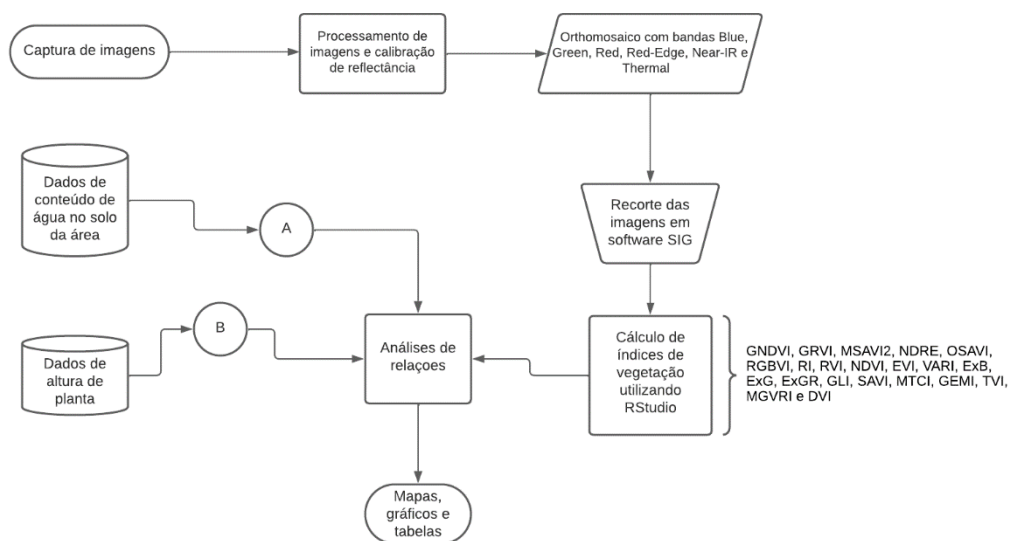 Captura de imagens
Processamento de
imagens e calibração
de reflectância
Orthomosaico com bandas Blue,
Green, Red, Red-Edge, Near-IR e
Thermal
Dados de
conteúdo de
água no solo
da área
A
Recorte das
imagens em
software SIG
B
Dados de
altura de
planta
Análises de
relaçoes
Cálculo de
índices de
vegetação
utilizando
RStudio
GNDVI, GRVI, MSAVI2, NDRE, OSAVI,
RGBVI, RI, RVI, NDVI, EVI, VARI, ExB,
ExG, ExGR, GLI, SAVI, MTCI, GEMI, TVI,
MGVRI e DVI
Mapas,
gráficos e
tabelas